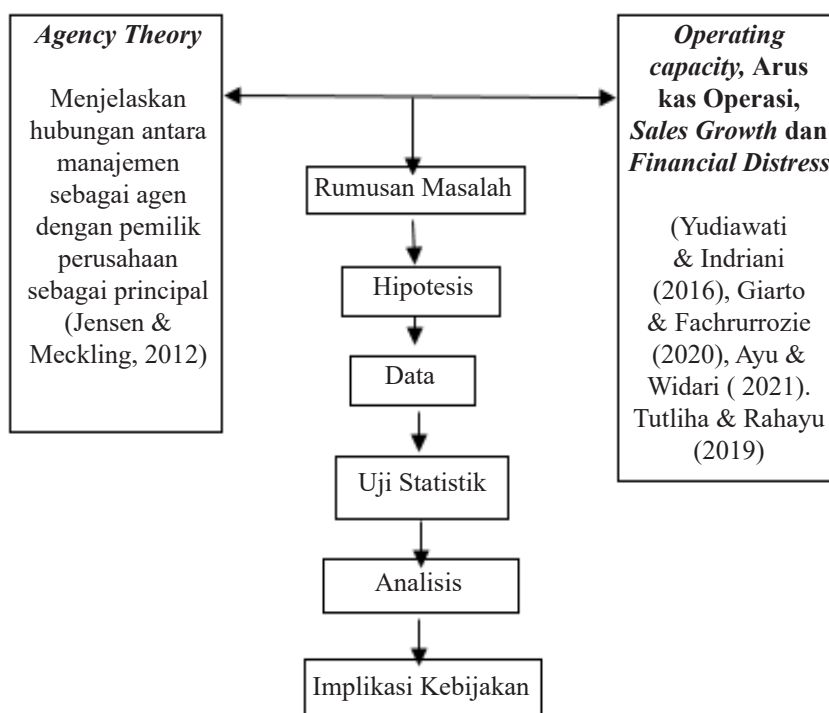 Agency Theory
Menjelaskan
hubungan antara
manajemen
sebagai agen
dengan pemilik
perusahaan
sebagai principal
(Jensen &
Meckling, 2012)
Operating
capacity, Arus
kas Operasi,
Sales Growth dan
Financial Distress
(Yudiawati
& Indriani
(2016), Giarto
& Fachrurrozie
(2020), Ayu &
Widari ( 2021).
Tutliha & Rahayu
(2019)
Rumusan Masalah
Hipotesis
Data
Uji Statistik
Analisis
Implikasi Kebijakan